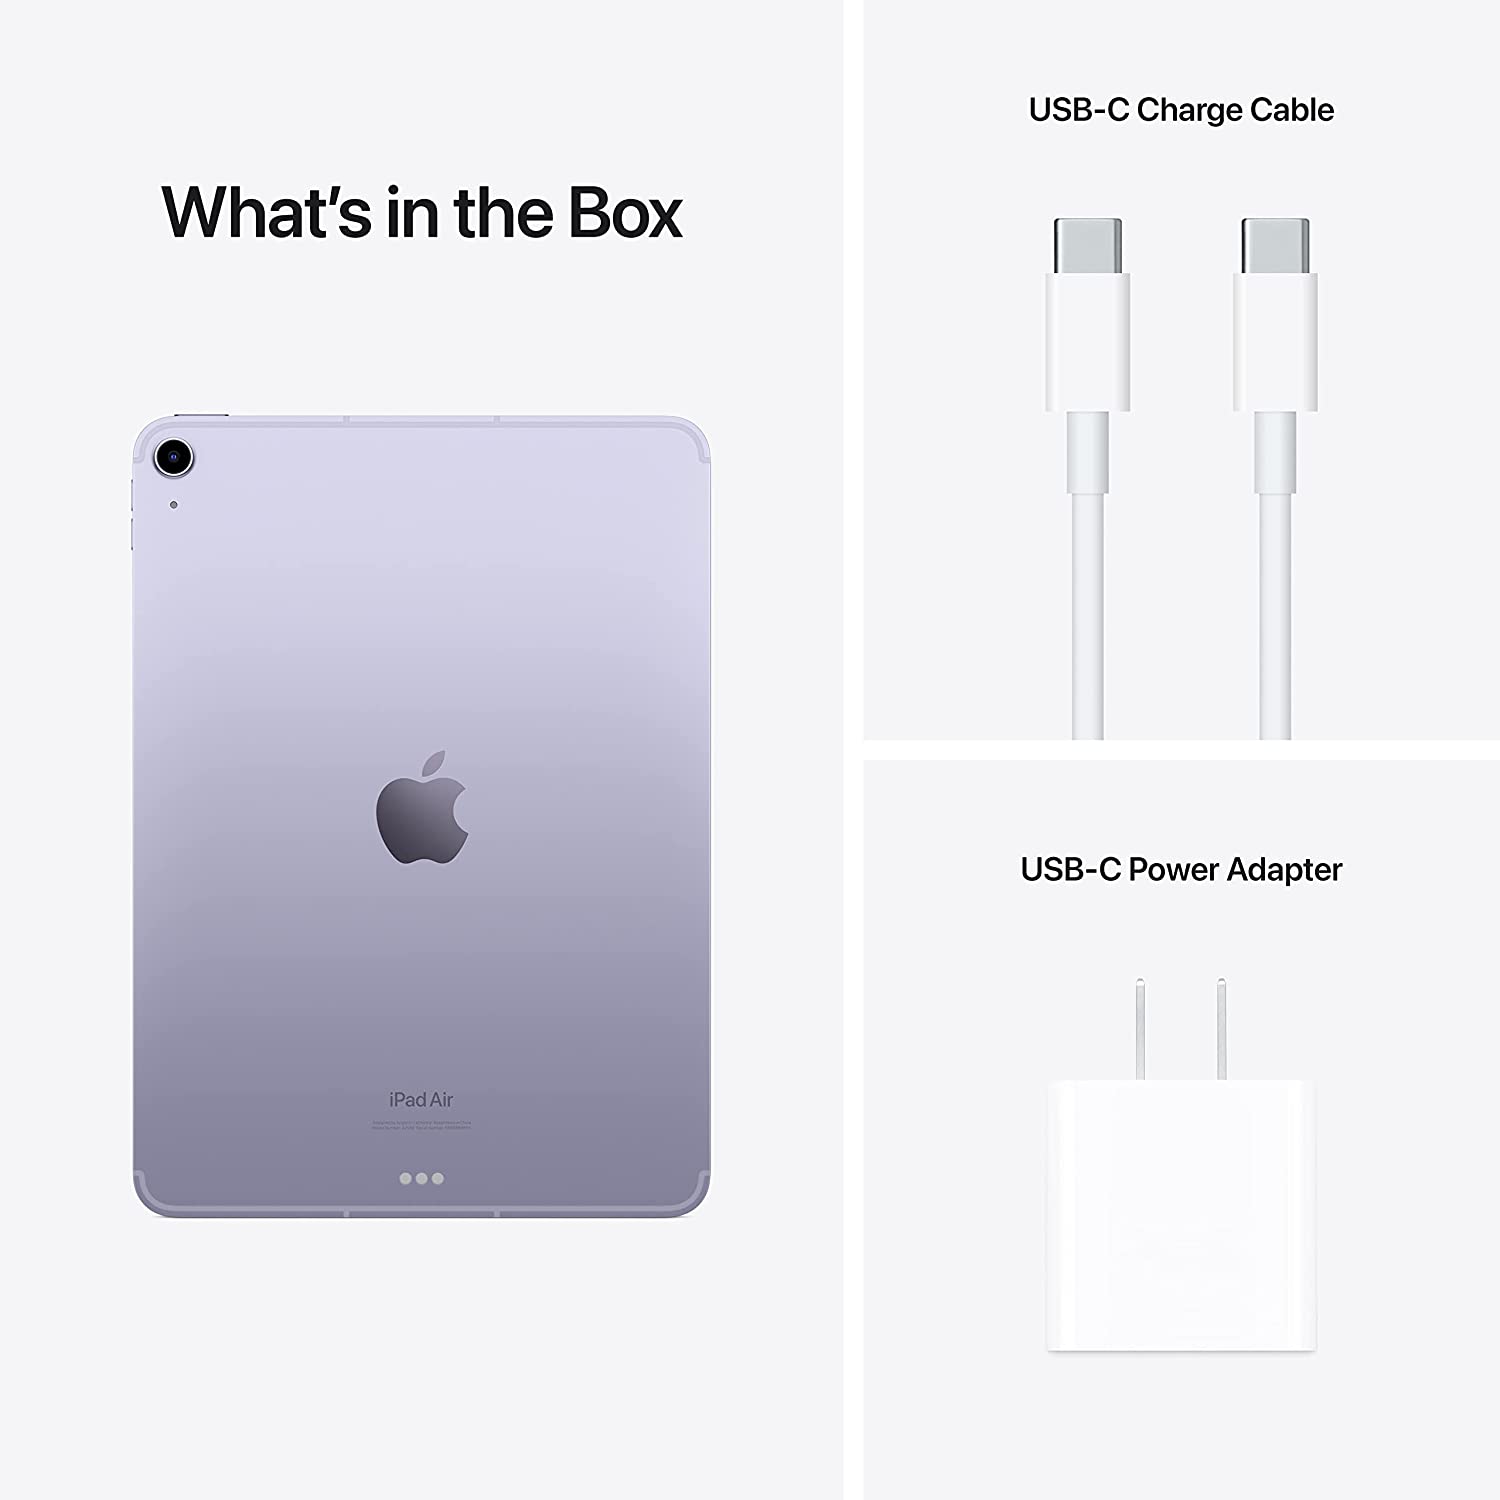 What's in the Box
USB-C Charge Cable
iPad Air
USB-C Power Adapter